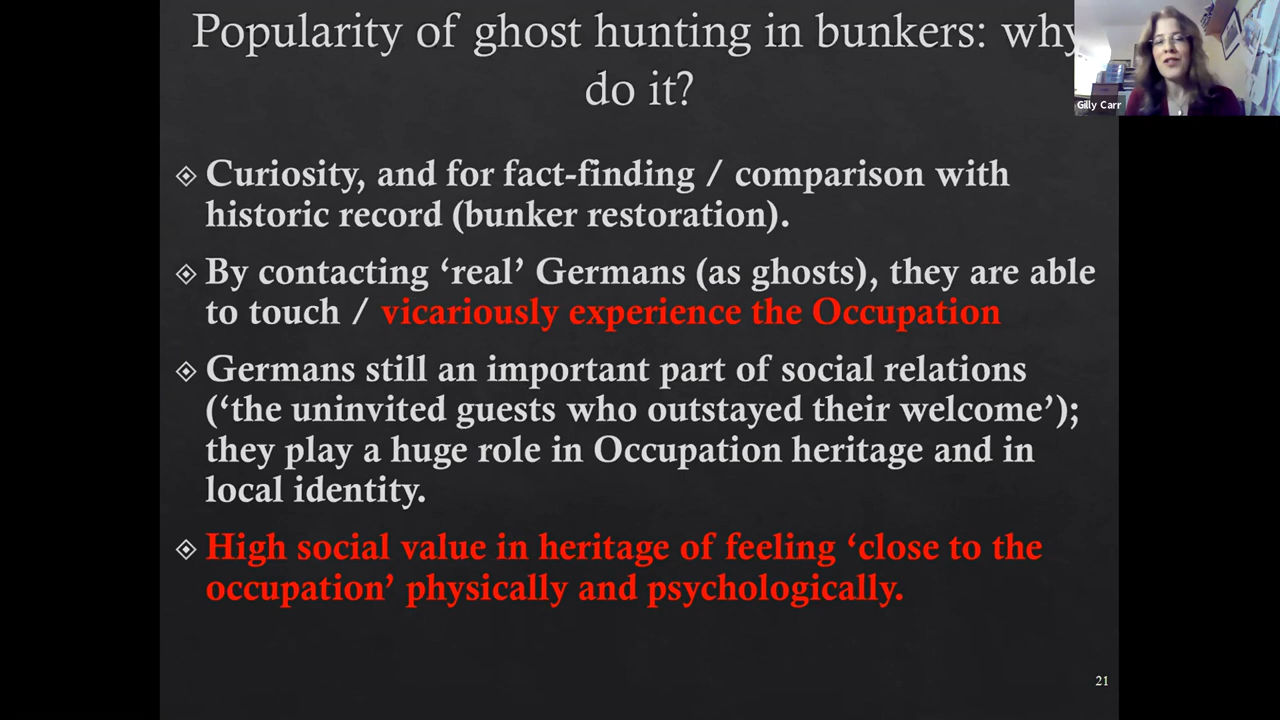 Popularity of ghost hunting in bunkers: why
do it?
Gilly Carr
Curiosity, and for fact-finding / comparison with
historic record (bunker restoration).
By contacting ‘real’ Germans (as ghosts), they are able
to touch / vicariously experience the Occupation
Germans still an important part of social relations
(‘the uninvited guests who outstayed their welcome’);
they play a huge role in Occupation heritage and in
local identity.
High social value in heritage of feeling ‘close to the
occupation’ physically and psychologically.
21